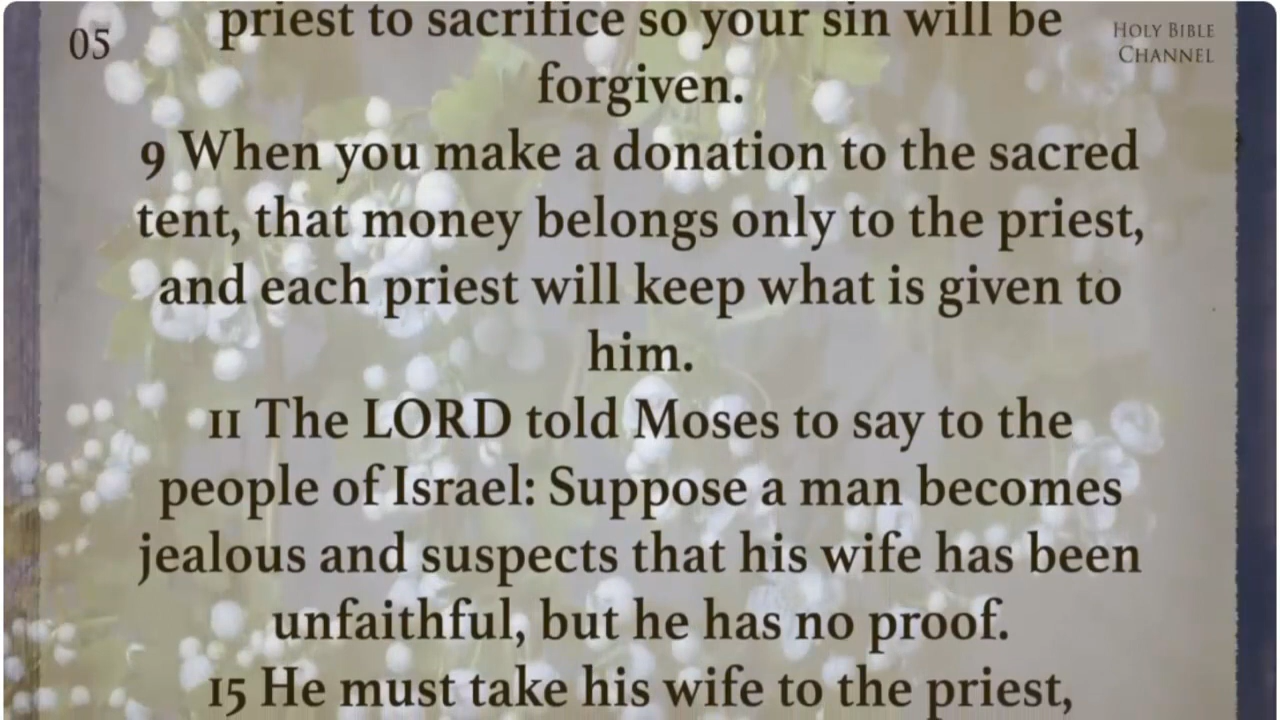 05
HOLY BIBLE
CHANNEL
priest to sacrifice so your sin will be
forgiven.
9 When you make a donation to the sacred
tent, that money belongs only to the priest,
and each priest will keep what is given to
him.
11 The LORD told Moses to say to the
people of Israel: Suppose a man becomes
jealous and suspects that his wife has been
unfaithful, but he has no proof.
15 He must take his wife to the priest,